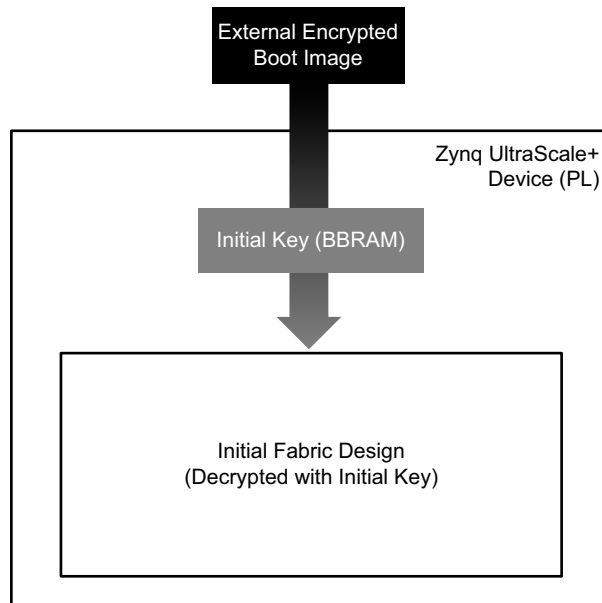 External Encrypted
Boot Image
Zynq UltraScale+
Device (PL)
Initial Key (BBRAM)
Initial Fabric Design
(Decrypted with Initial Key)